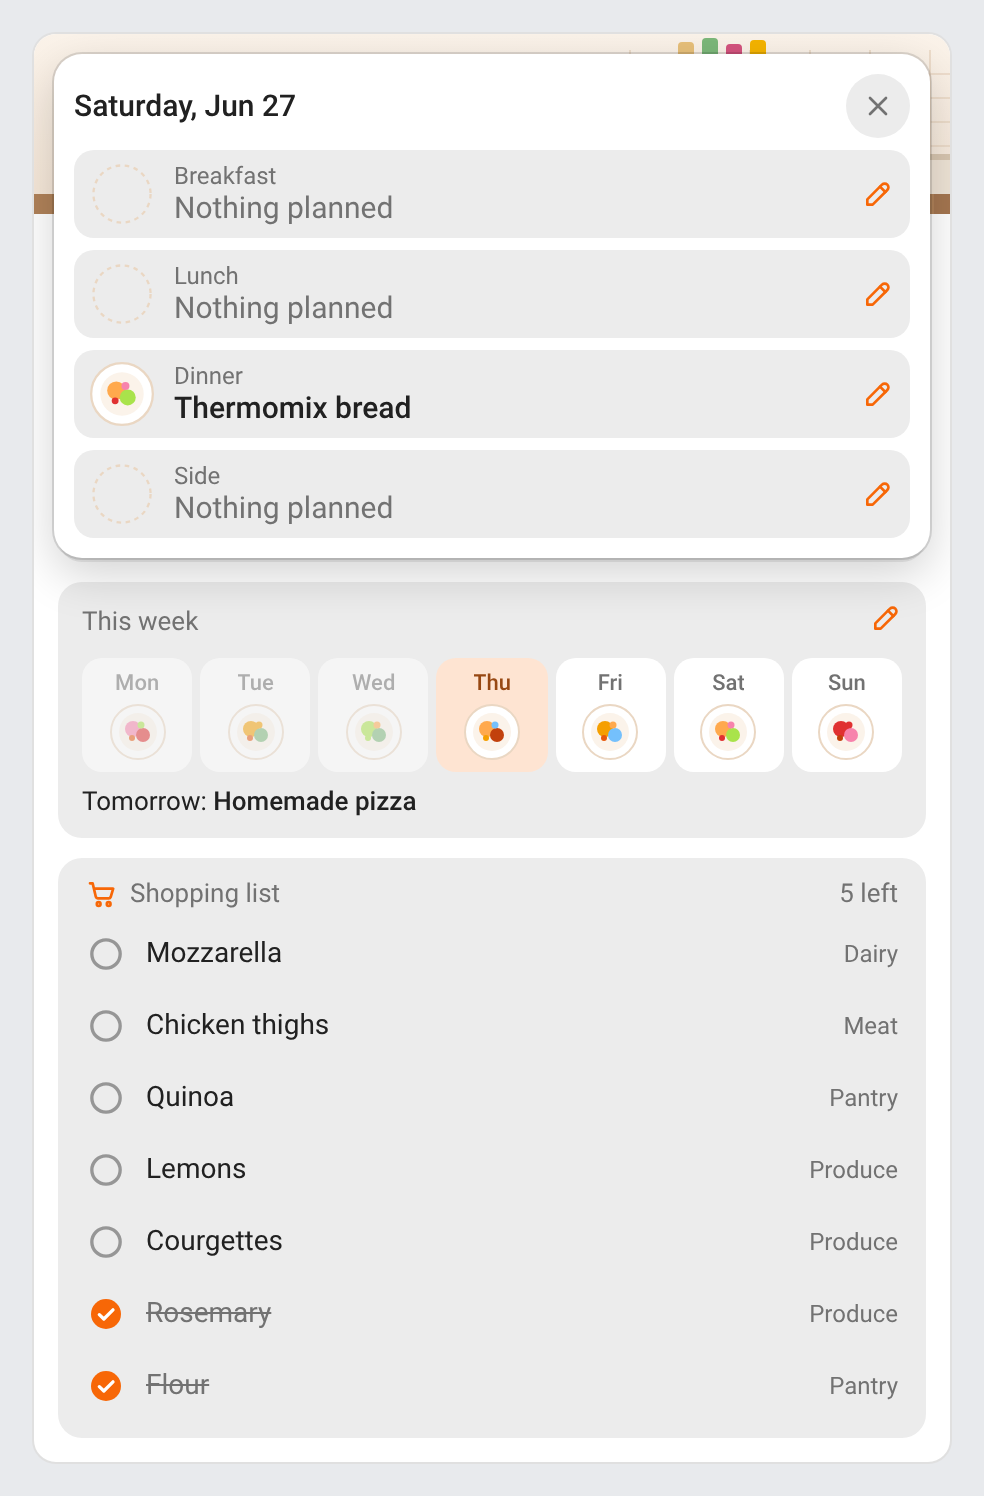 Saturday, Jun 27
Breakfast
Nothing planned
Lunch
Nothing planned
Dinner
Thermomix bread
Side
Nothing planned
This week
Mon Tue Wed Thu Fri Sat Sun
Tomorrow: Homemade pizza
Shopping list 5 left
Mozzarella Dairy
Chicken thighs Meat
Quinoa Pantry
Lemons Produce
Courgettes Produce
Rosemary Produce
Flour Pantry